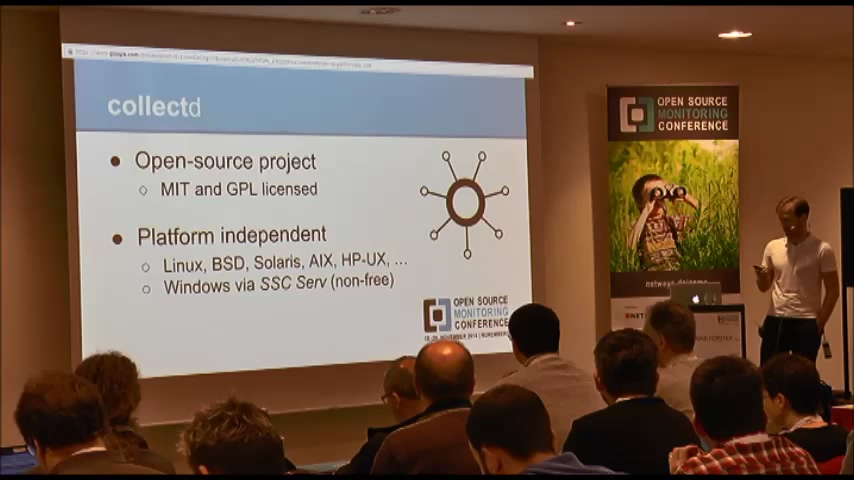 collectd
Open-source project
MIT and GPL licensed
Platform independent
Linux, BSD, Solaris, AIX, HP-UX, ...
Windows via SSC Serv (non-free)
OPEN SOURCE
MONITORING
CONFERENCE
OPEN SOURCE
MONITORING
CONFERENCE